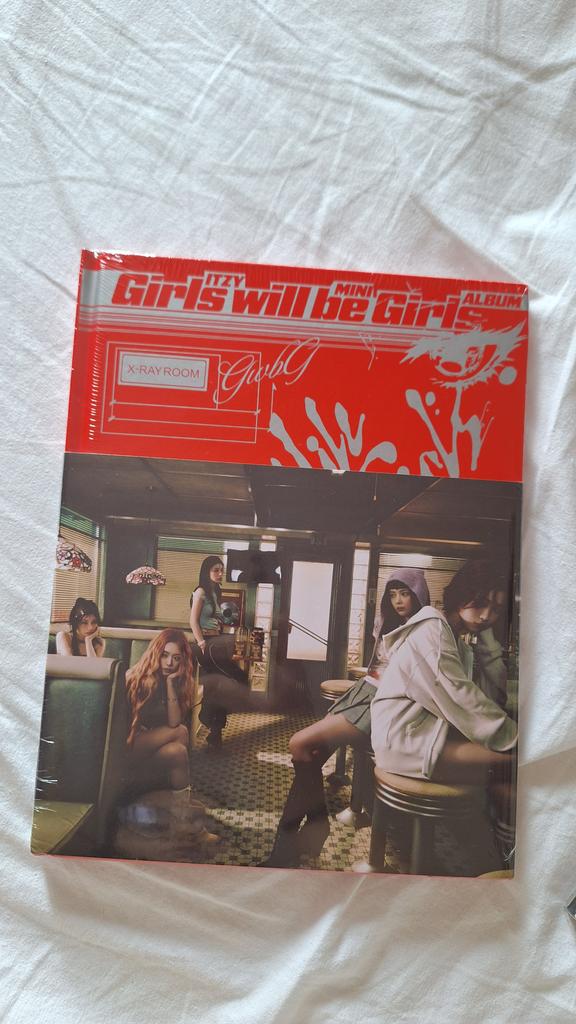 ITZY MINI ALBUM
Girls will be Girls
X-RAY ROOM
GwbG